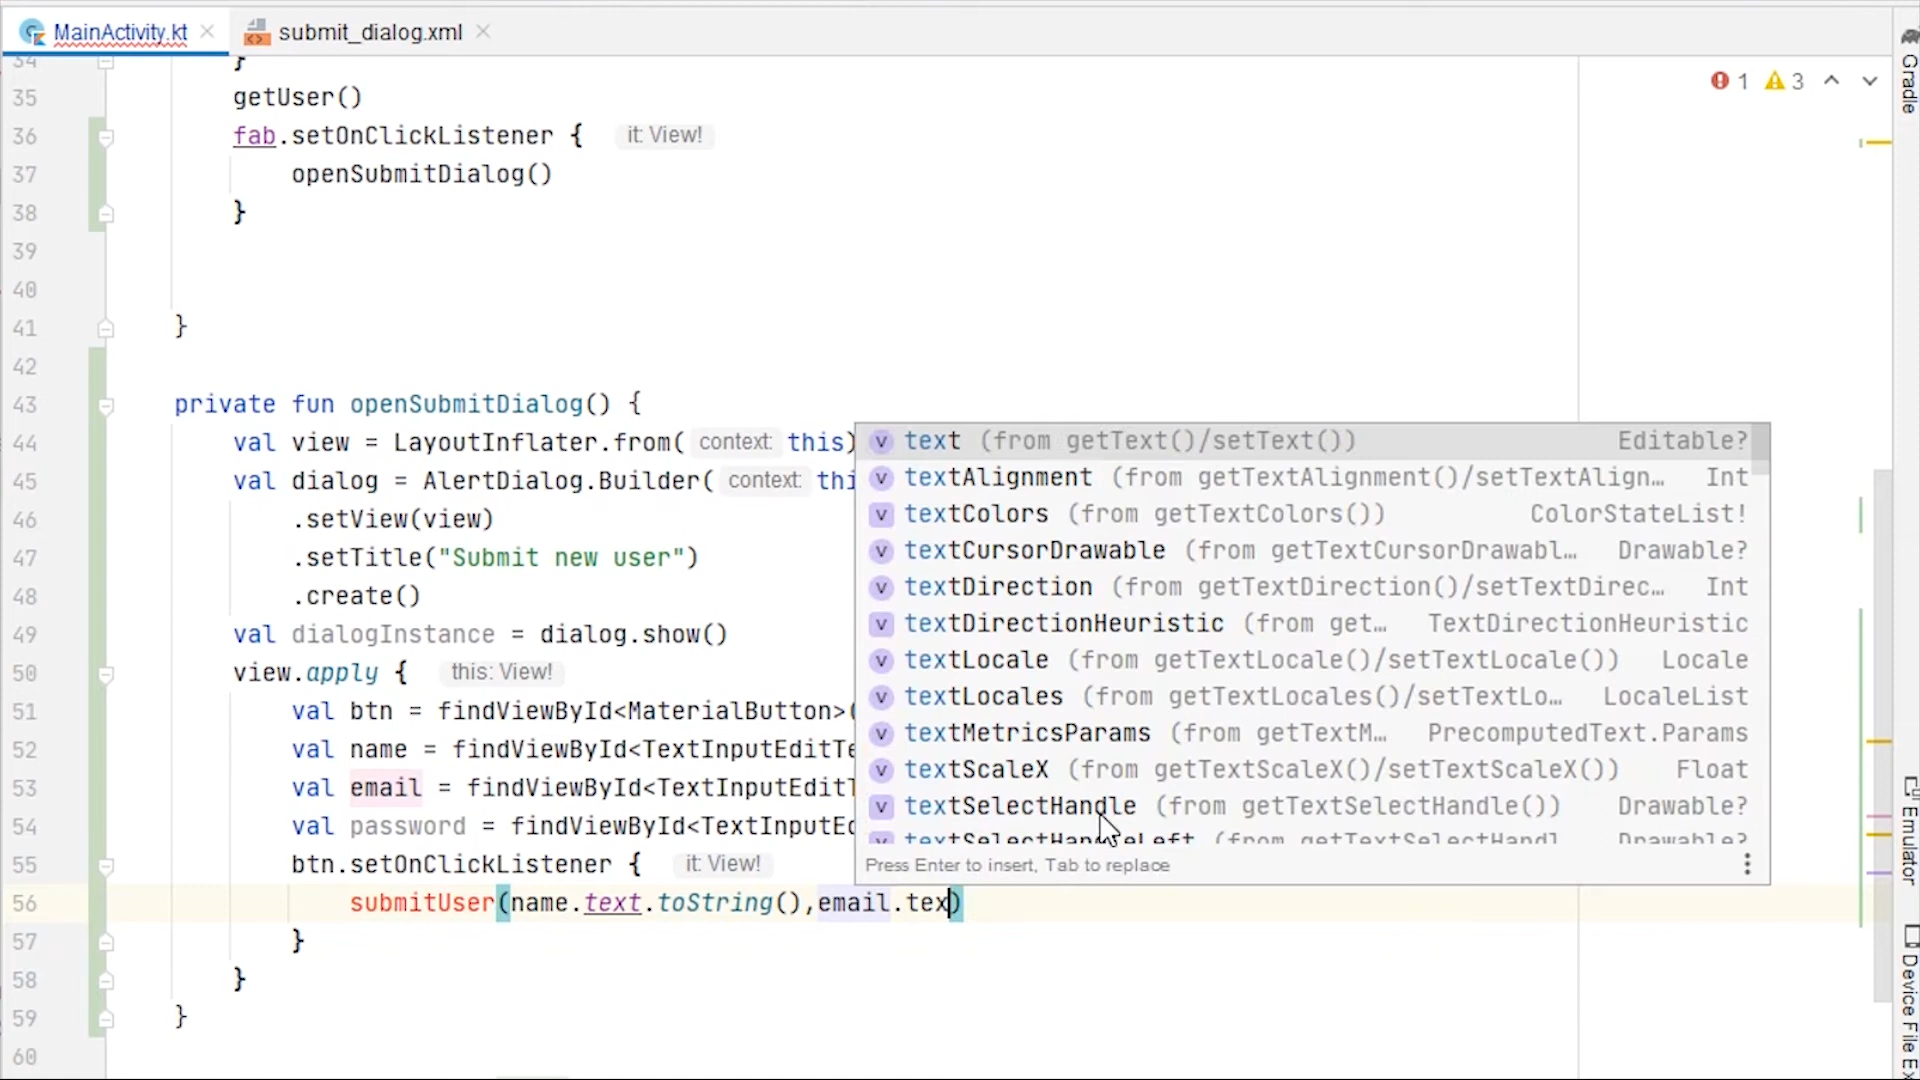 MainActivity.kt
submit_dialog.xml
34 }
35 getUser()
36 fab.setOnClickListener { it: View!
37 openSubmitDialog()
38 }
39
40
41 }
42
43 private fun openSubmitDialog() {
44 val view = LayoutInflater.from( context: this)
45 val dialog = AlertDialog.Builder( context: thi
46 .setView(view)
47 .setTitle("Submit new user")
48 .create()
49 val dialogInstance = dialog.show()
50 view.apply { this: View!
51 val btn = findViewById<MaterialButton>(
52 val name = findViewById<TextInputEditTe
53 val email = findViewById<TextInputEditT
54 val password = findViewById<TextInputEd
55 btn.setOnClickListener { it: View!
56 submitUser(name.text.toString(),email.tex)
57 }
58 }
59 }
60
v text (from getText()/setText()) Editable?
v textAlignment (from getTextAlignment()/setTextAlign… Int
v textColors (from getTextColors()) ColorStateList!
v textCursorDrawable (from getTextCursorDrawabl… Drawable?
v textDirection (from getTextDirection()/setTextDirec… Int
v textDirectionHeuristic (from get… TextDirectionHeuristic
v textLocale (from getTextLocale()/setTextLocale()) Locale
v textLocales (from getTextLocales()/setTextLo… LocaleList
v textMetricsParams (from getTextM… PrecomputedText.Params
v textScaleX (from getTextScaleX()/setTextScaleX()) Float
v textSelectHandle (from getTextSelectHandle()) Drawable?
v textSelectHandleLeft (from getTextSelectHandl Drawable?
Press Enter to insert, Tab to replace
1 3
Gradle
Emulator
Device File Ex